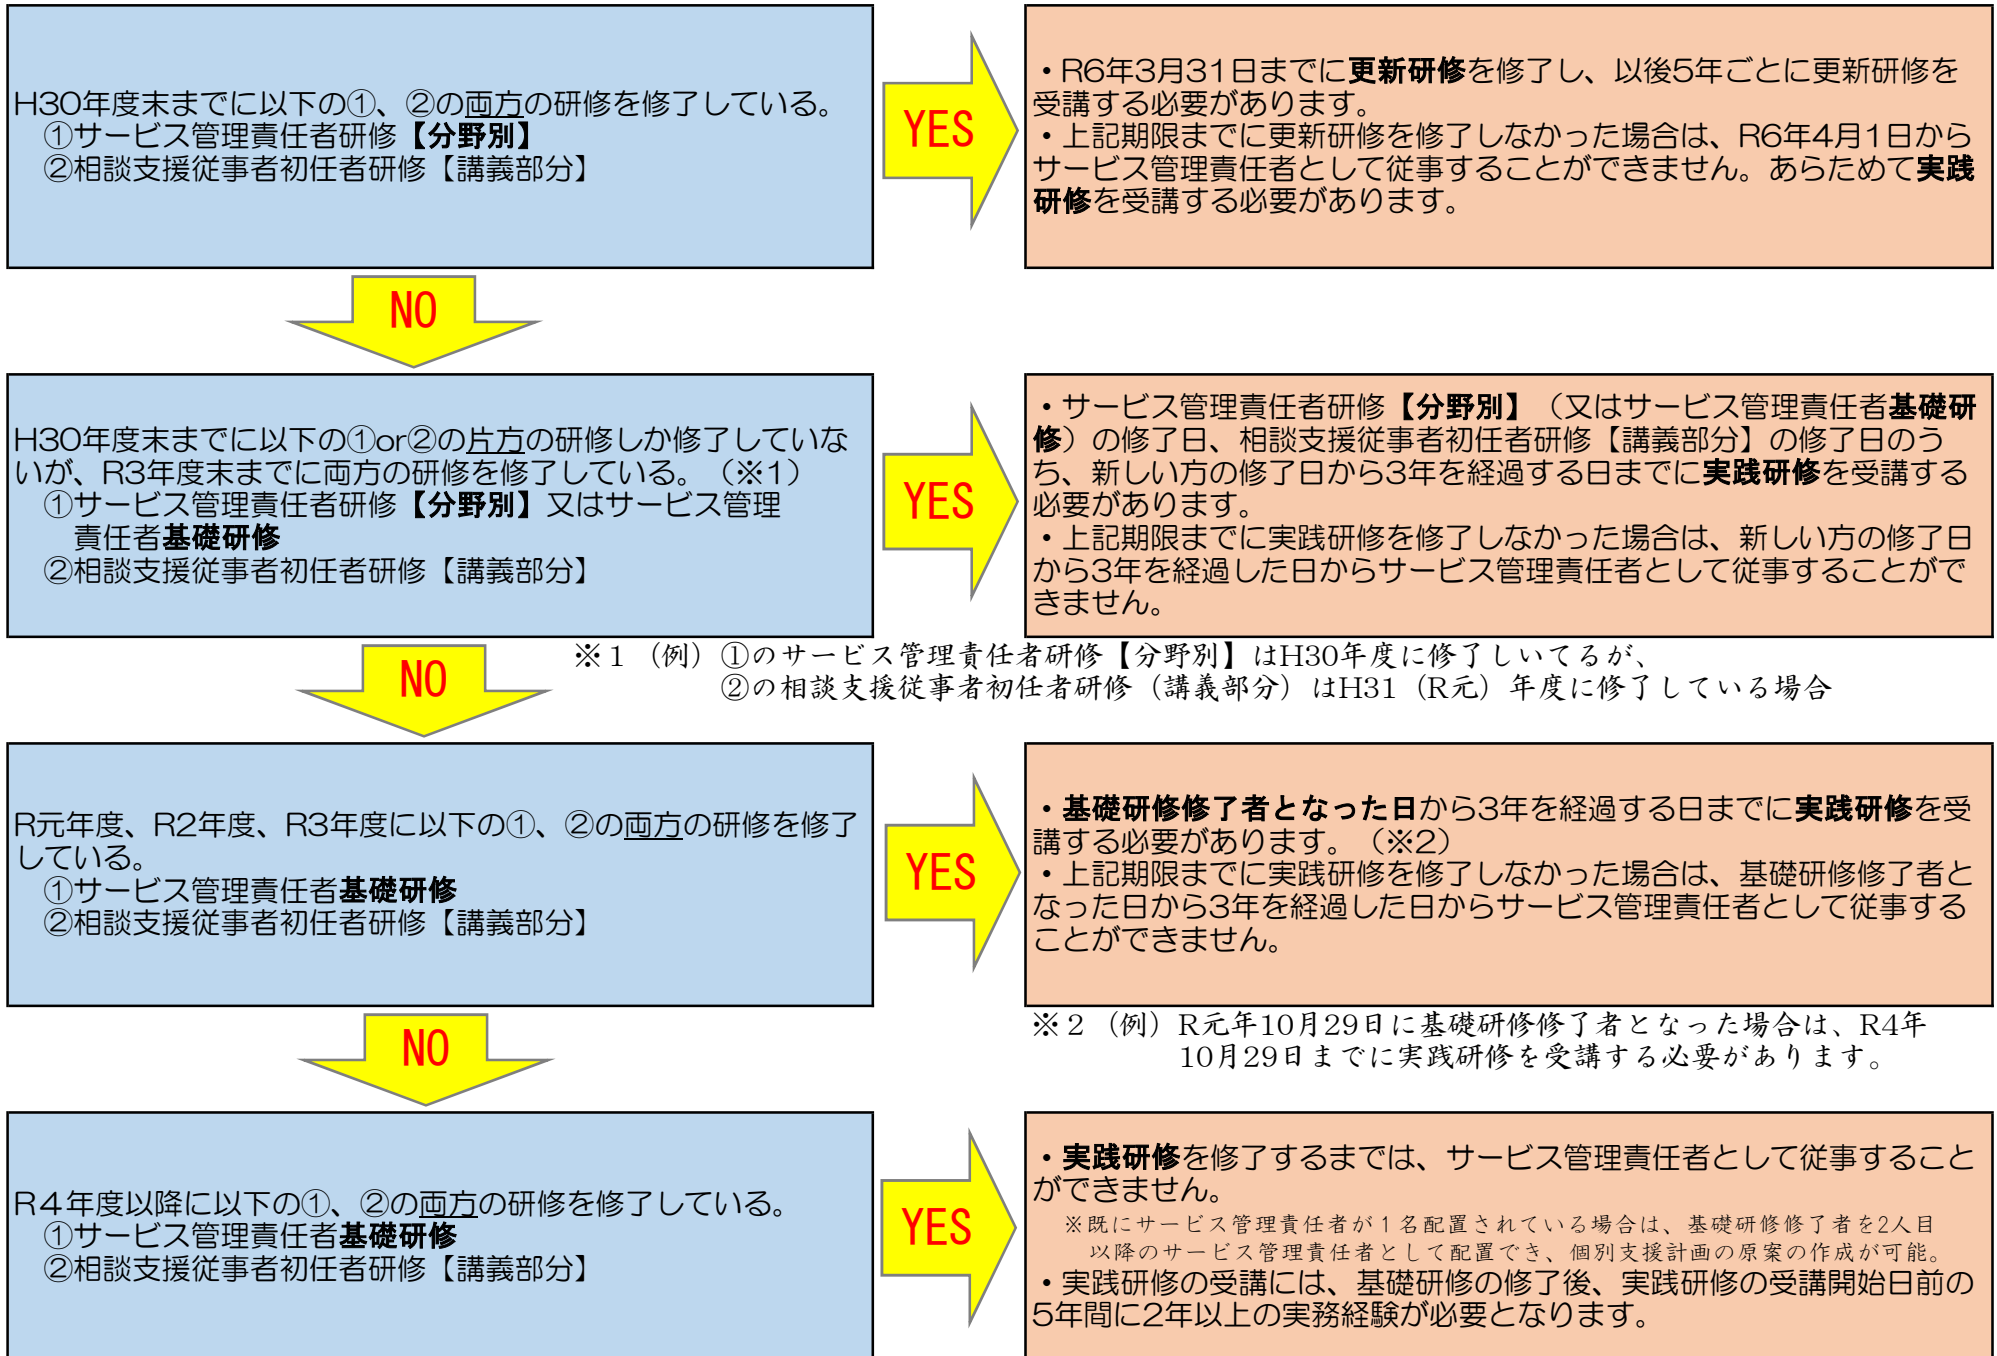 H30年度末までに以下の①、②の両方の研修を修了している。
①サービス管理責任者研修【分野別】
②相談支援従事者初任者研修【講義部分】
YES
・R6年3月31日までに更新研修を修了し、以後5年ごとに更新研修を
受講する必要があります。
・上記期限までに更新研修を修了しなかった場合は、R6年4月1日から
サービス管理責任者として従事することができません。あらためて実践
研修を受講する必要があります。
NO
H30年度末までに以下の①or②の片方の研修しか修了していな
いが、R3年度末までに両方の研修を修了している。（※1）
①サービス管理責任者研修【分野別】又はサービス管理
責任者基礎研修
②相談支援従事者初任者研修【講義部分】
YES
・サービス管理責任者研修【分野別】（又はサービス管理責任者基礎研
修）の修了日、相談支援従事者初任者研修【講義部分】の修了日のう
ち、新しい方の修了日から3年を経過する日までに実践研修を受講する
必要があります。
・上記期限までに実践研修を修了しなかった場合は、新しい方の修了日
から3年を経過した日からサービス管理責任者として従事することがで
きません。
NO
※１（例）①のサービス管理責任者研修【分野別】はH30年度に修了しいてるが、
②の相談支援従事者初任者研修（講義部分）はH31（R元）年度に修了している場合
R元年度、R2年度、R3年度に以下の①、②の両方の研修を修了
している。
①サービス管理責任者基礎研修
②相談支援従事者初任者研修【講義部分】
YES
・基礎研修修了者となった日から3年を経過する日までに実践研修を受
講する必要があります。（※2）
・上記期限までに実践研修を修了しなかった場合は、基礎研修修了者と
なった日から3年を経過した日からサービス管理責任者として従事する
ことができません。
※２（例）R元年10月29日に基礎研修修了者となった場合は、R4年
10月29日までに実践研修を受講する必要があります。
NO
R４年度以降に以下の①、②の両方の研修を修了している。
①サービス管理責任者基礎研修
②相談支援従事者初任者研修【講義部分】
YES
・実践研修を修了するまでは、サービス管理責任者として従事すること
ができません。
※既にサービス管理責任者が１名配置されている場合は、基礎研修修了者を2人目
以降のサービス管理責任者として配置でき、個別支援計画の原案の作成が可能。
・実践研修の受講には、基礎研修の修了後、実践研修の受講開始日前の
5年間に2年以上の実務経験が必要となります。